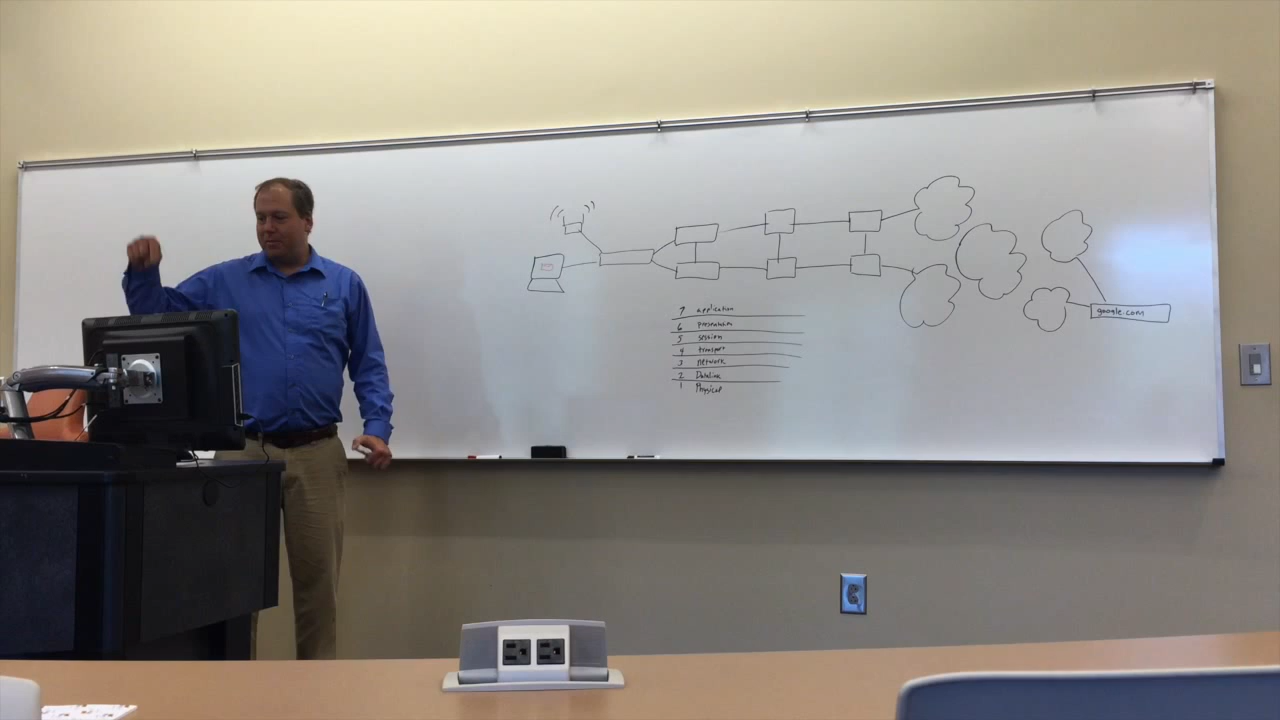 7 application
6 presentation
5 session
4 transport
3 network
2 Datalink
1 Physical
google.com